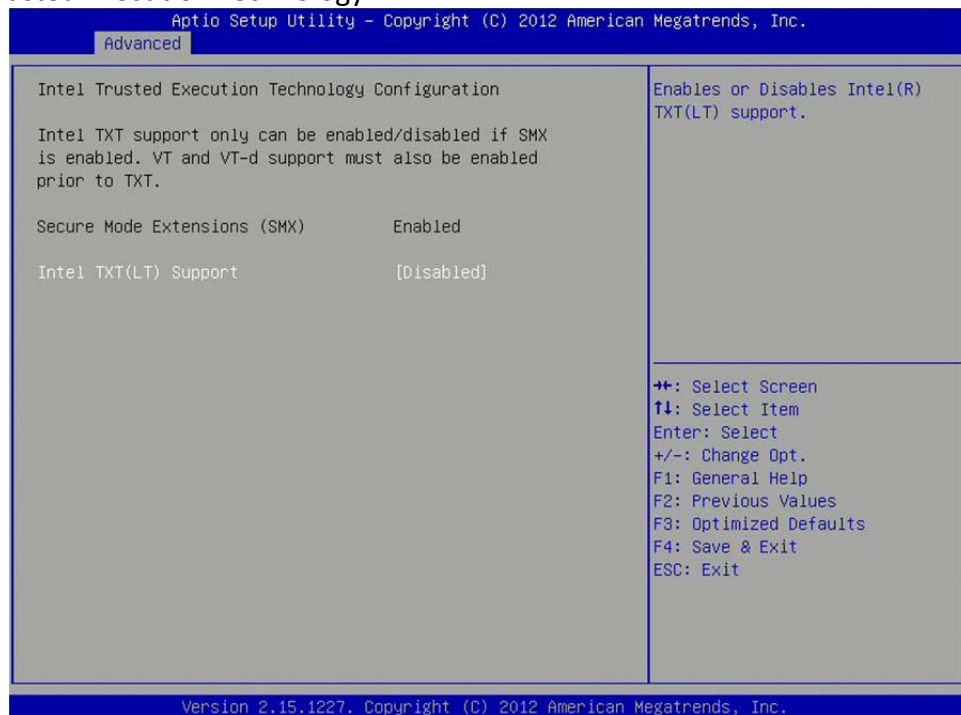 Aptio Setup Utility – Copyright (C) 2012 American Megatrends, Inc.
Advanced
Intel Trusted Execution Technology Configuration
Intel TXT support only can be enabled/disabled if SMX
is enabled. VT and VT-d support must also be enabled
prior to TXT.
Secure Mode Extensions (SMX) Enabled
Intel TXT(LT) Support [Disabled]
Enables or Disables Intel(R)
TXT(LT) support.
→←: Select Screen
↑↓: Select Item
Enter: Select
+/-: Change Opt.
F1: General Help
F2: Previous Values
F3: Optimized Defaults
F4: Save & Exit
ESC: Exit
Version 2.15.1227. Copyright (C) 2012 American Megatrends, Inc.